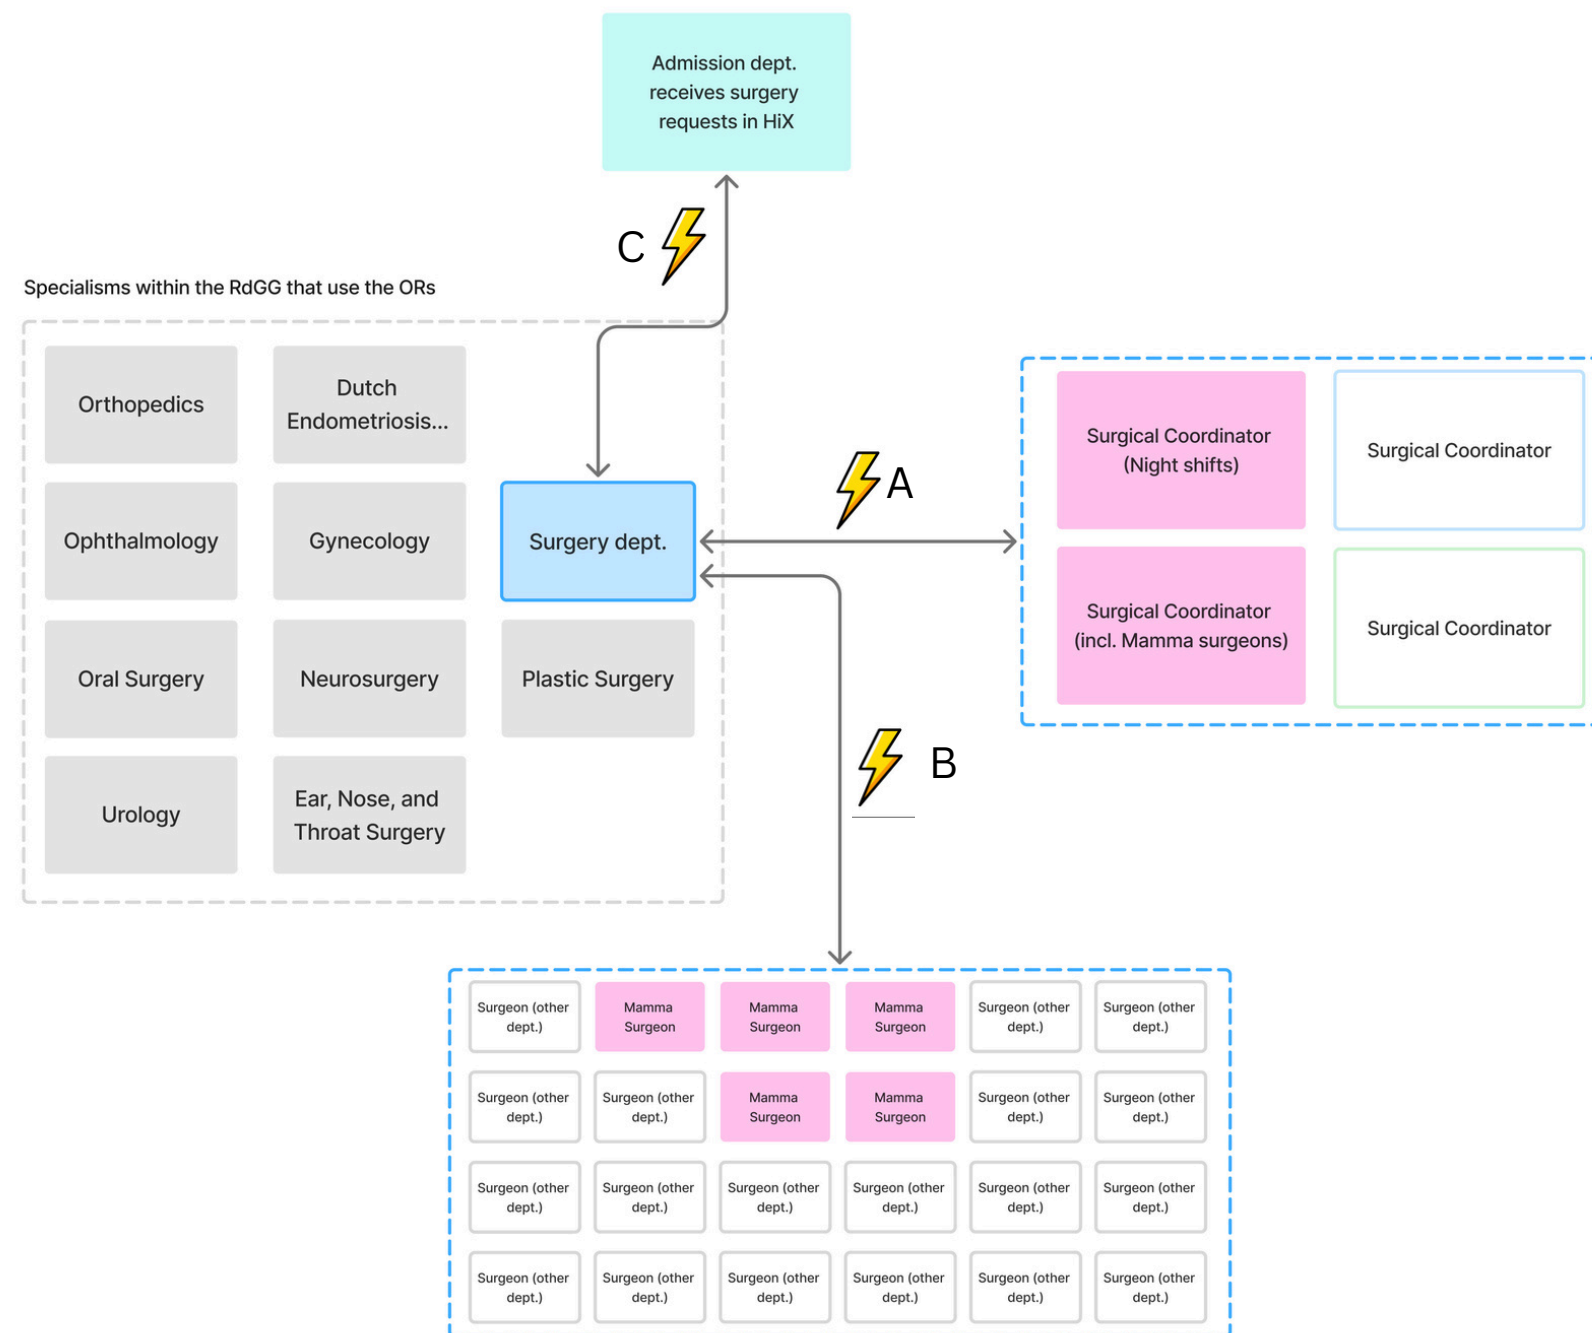 Admission dept.
receives surgery
requests in HiX
C
Specialisms within the RdGG that use the ORs
Orthopedics
Dutch
Endometriosis...
Ophthalmology
Gynecology
Surgery dept.
Oral Surgery
Neurosurgery
Plastic Surgery
Urology
Ear, Nose, and
Throat Surgery
A
Surgical Coordinator
(Night shifts)
Surgical Coordinator
Surgical Coordinator
(incl. Mamma surgeons)
Surgical Coordinator
B
Surgeon (other
dept.)
Mamma
Surgeon
Mamma
Surgeon
Mamma
Surgeon
Surgeon (other
dept.)
Surgeon (other
dept.)
Surgeon (other
dept.)
Surgeon (other
dept.)
Mamma
Surgeon
Mamma
Surgeon
Surgeon (other
dept.)
Surgeon (other
dept.)
Surgeon (other
dept.)
Surgeon (other
dept.)
Surgeon (other
dept.)
Surgeon (other
dept.)
Surgeon (other
dept.)
Surgeon (other
dept.)
Surgeon (other
dept.)
Surgeon (other
dept.)
Surgeon (other
dept.)
Surgeon (other
dept.)
Surgeon (other
dept.)
Surgeon (other
dept.)